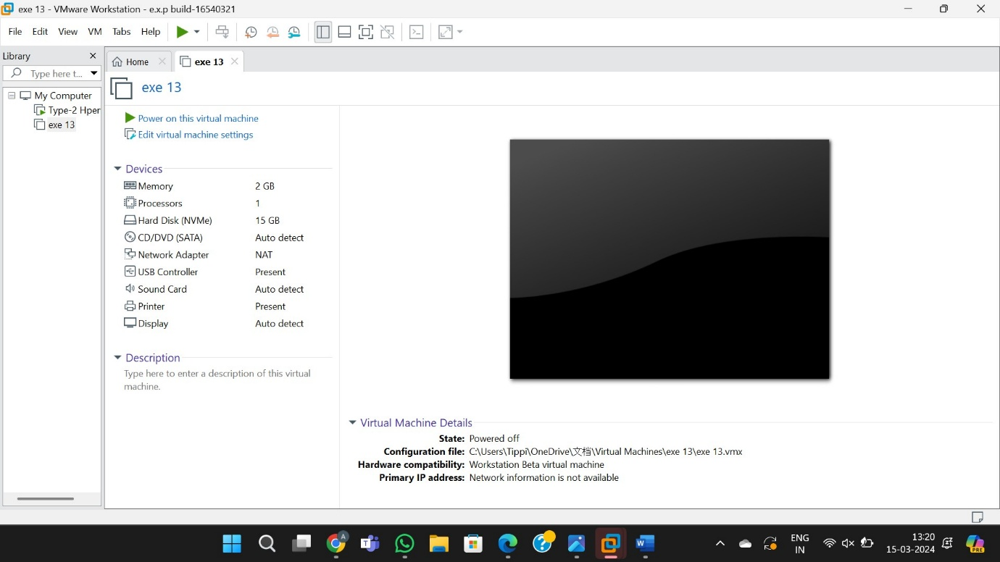 exe 13 - VMware Workstation - e.x.p build-16540321
File Edit View VM Tabs Help
Library
Type here t...
Home
exe 13
My Computer
Type-2 Hper
exe 13
exe 13
Power on this virtual machine
Edit virtual machine settings
Devices
Memory 2 GB
Processors 1
Hard Disk (NVMe) 15 GB
CD/DVD (SATA) Auto detect
Network Adapter NAT
USB Controller Present
Sound Card Auto detect
Printer Present
Display Auto detect
Description
Type here to enter a description of this virtual
machine.
Virtual Machine Details
State: Powered off
Configuration file: C:\Users\Tippi\OneDrive\文档\Virtual Machines\exe 13\exe 13.vmx
Hardware compatibility: Workstation Beta virtual machine
Primary IP address: Network information is not available
A
ENG
IN
13:20
15-03-2024
PRE